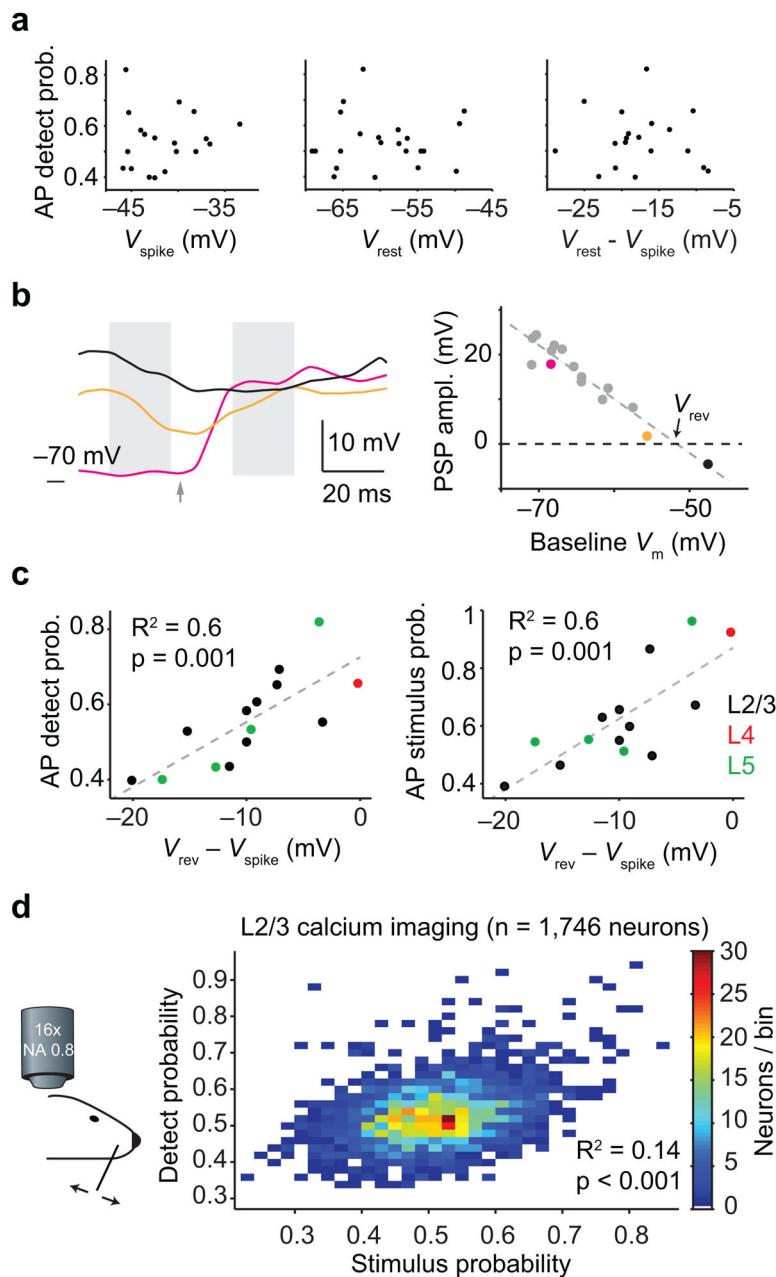 a
AP detect prob.
0.8
0.6
0.4
−45
−35
V_spike (mV)
−65
−55
−45
V_rest (mV)
−25
−15
−5
V_rest - V_spike (mV)
b
−70 mV
10 mV
20 ms
PSP ampl. (mV)
20
0
V_rev
−70
−50
Baseline V_m (mV)
c
AP detect prob.
0.8
0.6
0.4
R² = 0.6
p = 0.001
−20
−10
0
V_rev − V_spike (mV)
AP stimulus prob.
1
0.8
0.6
0.4
R² = 0.6
p = 0.001
L2/3
L4
L5
−20
−10
0
V_rev − V_spike (mV)
d
L2/3 calcium imaging (n = 1,746 neurons)
16x
NA 0.8
Detect probability
0.9
0.8
0.7
0.6
0.5
0.4
0.3
R² = 0.14
p < 0.001
0.3
0.4
0.5
0.6
0.7
0.8
Stimulus probability
30
25
20
15
10
5
0
Neurons / bin